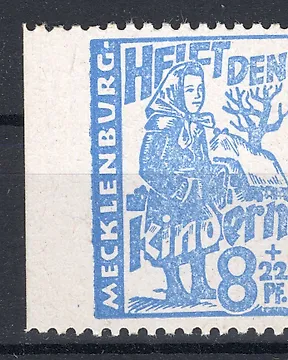 MECKLENBURG-
HELFT DEN
Kindern
8+22
PF.